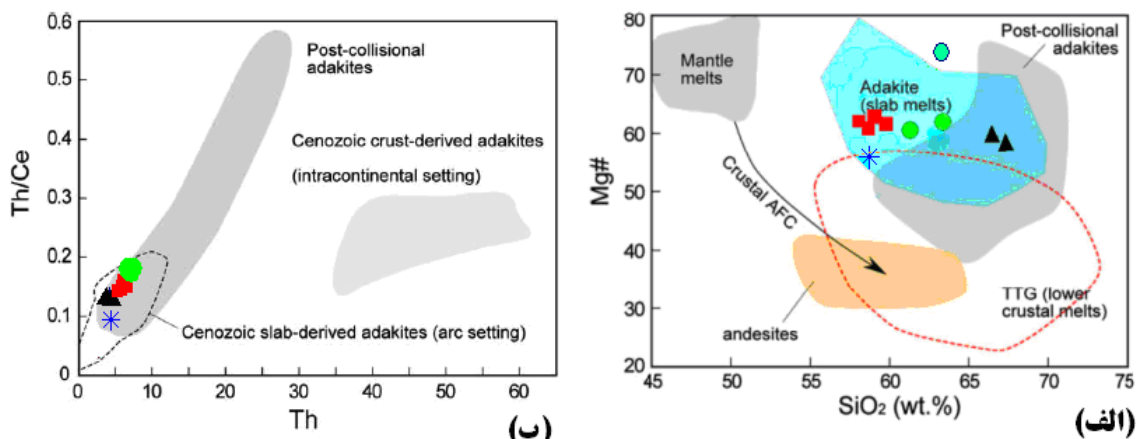 0.6
0.5
0.4
0.3
0.2
0.1
0
Th/Ce
Post-collisional
adakites
Cenozoic crust-derived adakites
(intracontinental setting)
Cenozoic slab-derived adakites (arc setting)
0 10 20 30 40 50 60
Th
(ب)
80
70
60
50
40
30
20
Mg#
Mantle
melts
Post-collisional
adakites
Adakite
(slab melts)
Crustal AFC
andesites
TTG (lower
crustal melts)
45 50 55 60 65 70 75
SiO₂ (wt.%)
(الف)